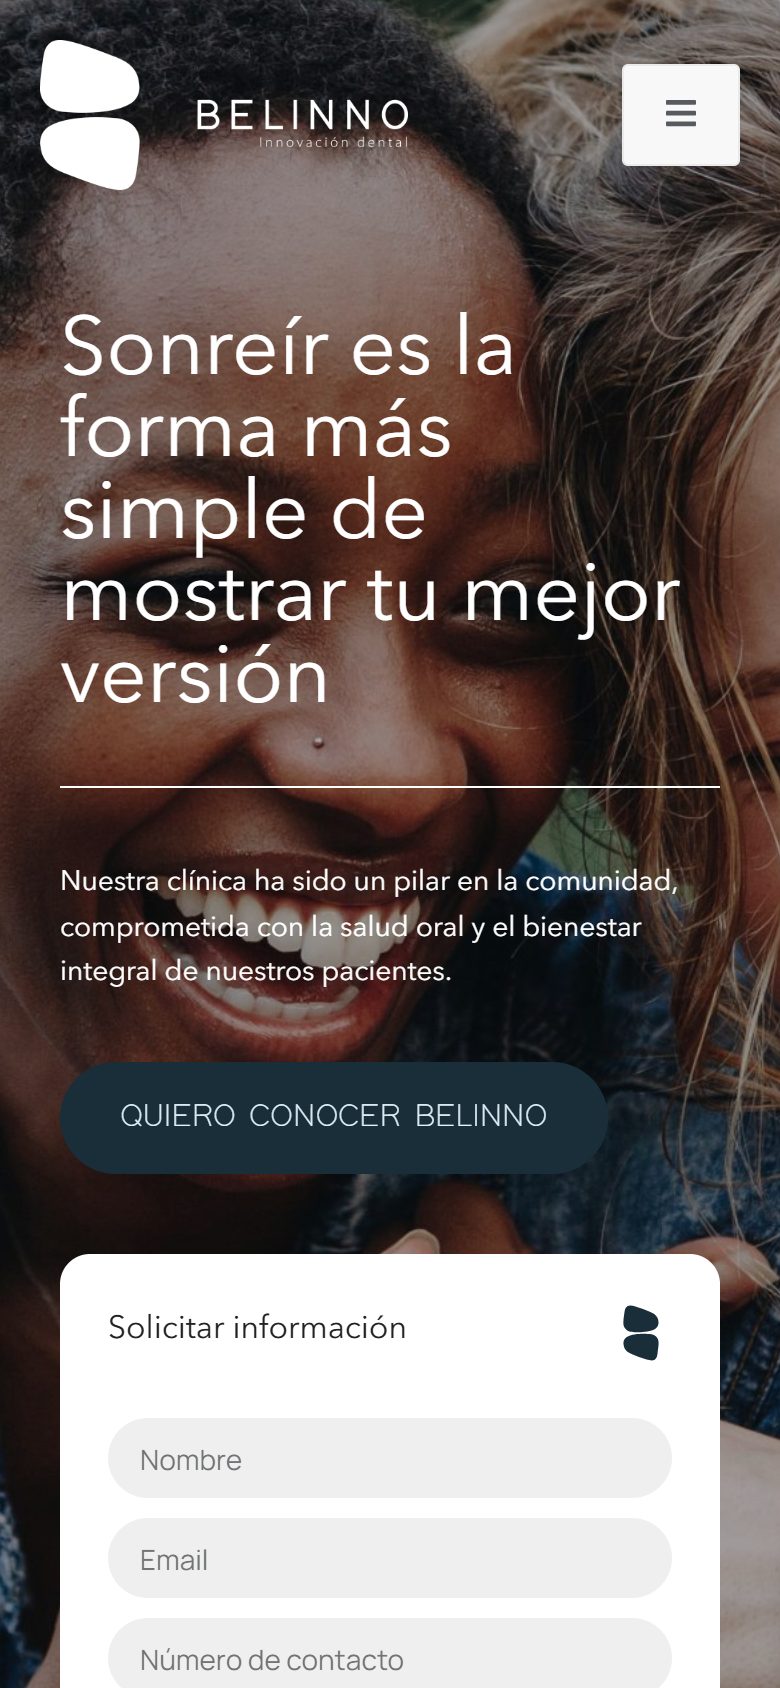 BELINNO
Innovación dental
Sonreír es la
forma más
simple de
mostrar tu mejor
versión
Nuestra clínica ha sido un pilar en la comunidad,
comprometida con la salud oral y el bienestar
integral de nuestros pacientes.
QUIERO CONOCER BELINNO
Solicitar información
Nombre
Email
Número de contacto